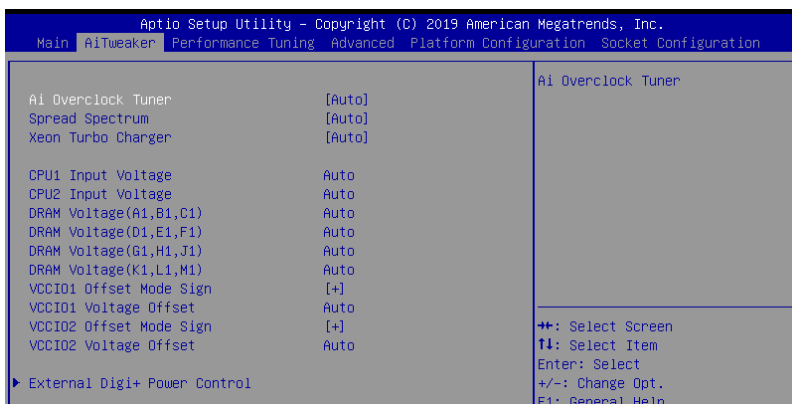 Aptio Setup Utility – Copyright (C) 2019 American Megatrends, Inc.
Main AiTweaker Performance Tuning Advanced Platform Configuration Socket Configuration
Ai Overclock Tuner [Auto]
Spread Spectrum [Auto]
Xeon Turbo Charger [Auto]
CPU1 Input Voltage Auto
CPU2 Input Voltage Auto
DRAM Voltage(A1,B1,C1) Auto
DRAM Voltage(D1,E1,F1) Auto
DRAM Voltage(G1,H1,J1) Auto
DRAM Voltage(K1,L1,M1) Auto
VCCIO1 Offset Mode Sign [+]
VCCIO1 Voltage Offset Auto
VCCIO2 Offset Mode Sign [+]
VCCIO2 Voltage Offset Auto
External Digi+ Power Control
Ai Overclock Tuner
→←: Select Screen
↑↓: Select Item
Enter: Select
+/-: Change Opt.
F1: General Help